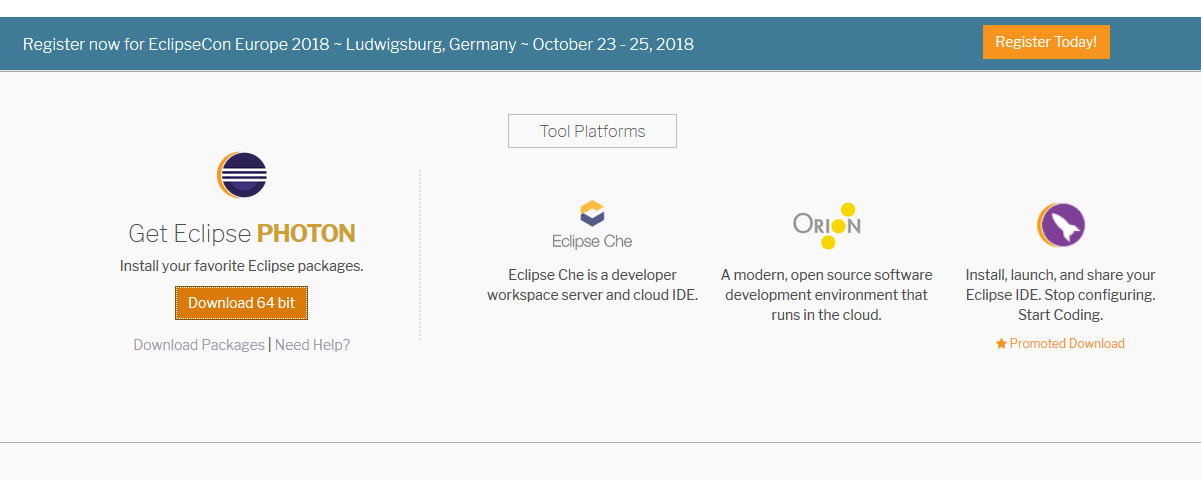 Register now for EclipseCon Europe 2018 ~ Ludwigsburg, Germany ~ October 23 - 25, 2018
Register Today!
Tool Platforms
Get Eclipse PHOTON
Install your favorite Eclipse packages.
Download 64 bit
Download Packages | Need Help?
Eclipse Che
Eclipse Che is a developer
workspace server and cloud IDE.
ORION
A modern, open source software
development environment that
runs in the cloud.
Install, launch, and share your
Eclipse IDE. Stop configuring.
Start Coding.
Promoted Download